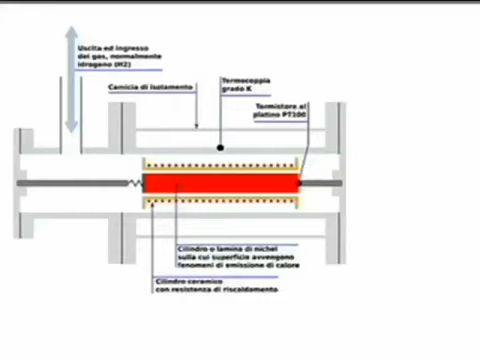 Uscita ed ingresso
dei gas, normalmente
idrogeno (H2)
Camicia di isolamento
Termocoppia
grado K
Termistore al
platino PT100
Cilindro o lamina di nichel
sulla cui superficie avvengono
fenomeni di emissione di calore
Cilindro ceramico
con resistenza di riscaldamento